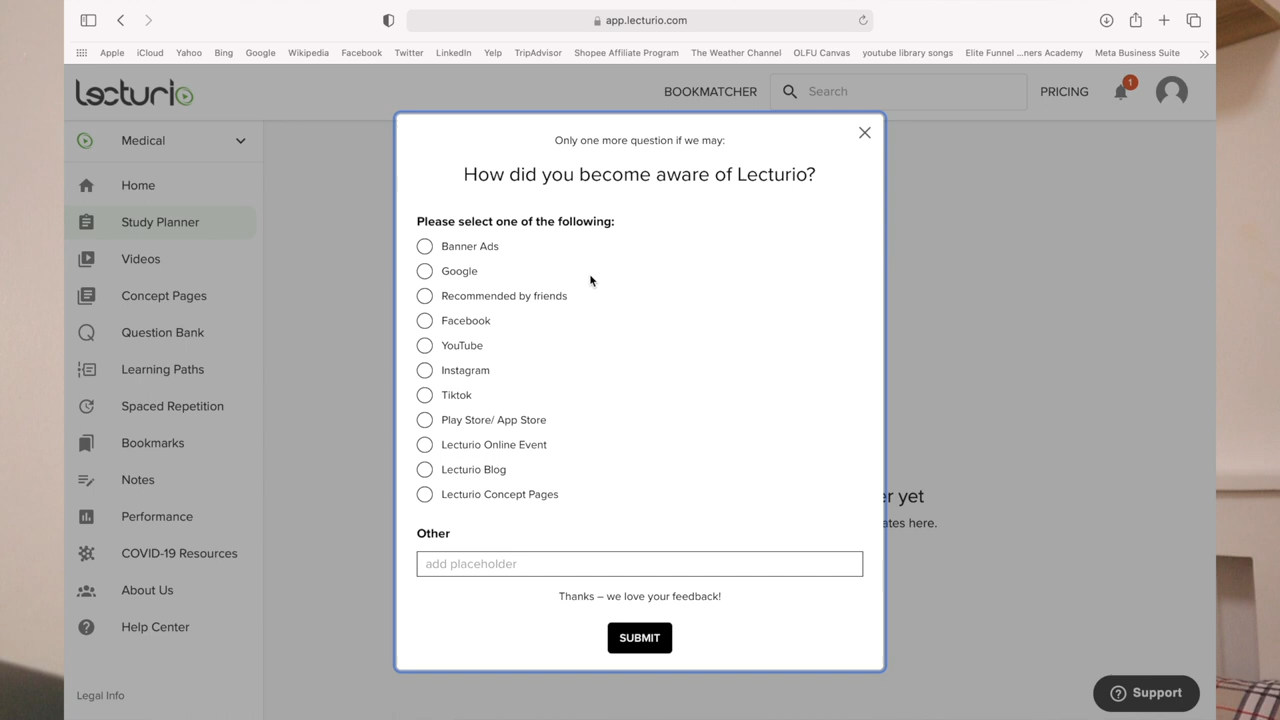 app.lecturio.com
Apple iCloud Yahoo Bing Google Wikipedia Facebook Twitter LinkedIn Yelp TripAdvisor Shopee Affiliate Program The Weather Channel OLFU Canvas youtube library songs Elite Funnel ...ners Academy Meta Business Suite
lecturio
BOOKMATCHER
Search
PRICING
1
Medical
Home
Study Planner
Videos
Concept Pages
Question Bank
Learning Paths
Spaced Repetition
Bookmarks
Notes
Performance
COVID-19 Resources
About Us
Help Center
Legal Info
Only one more question if we may:
How did you become aware of Lecturio?
Please select one of the following:
Banner Ads
Google
Recommended by friends
Facebook
YouTube
Instagram
Tiktok
Play Store/ App Store
Lecturio Online Event
Lecturio Blog
Lecturio Concept Pages
Other
add placeholder
Thanks – we love your feedback!
SUBMIT
er yet
ates here.
Support